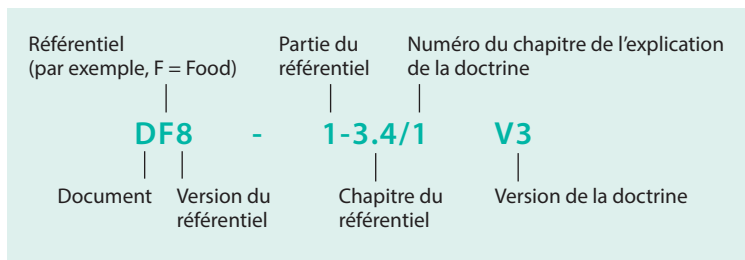 Référentiel
(par exemple, F = Food)
Partie du
référentiel
Numéro du chapitre de l’explication
de la doctrine
DF8 - 1-3.4/1 V3
Document
Version du
référentiel
Chapitre du
référentiel
Version de la doctrine